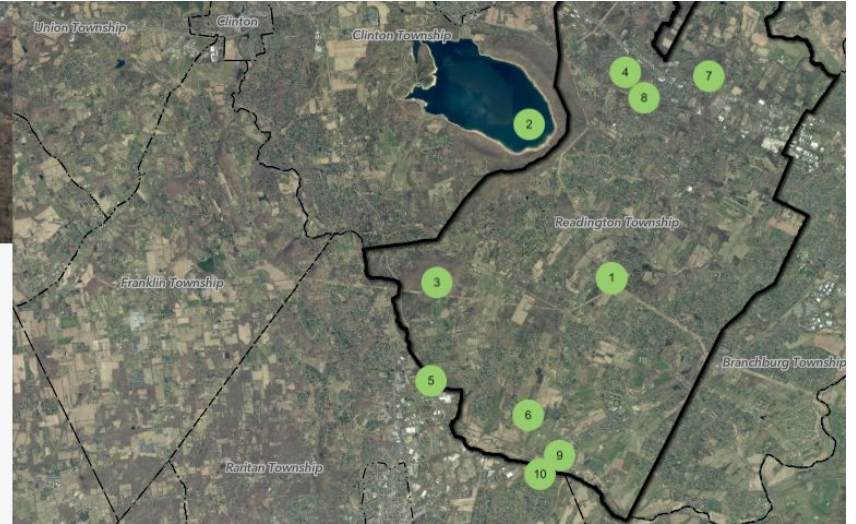 Union Township
Clinton
Clinton Township
4
7
8
2
Readington Township
Franklin Township
3
1
Branchburg Township
5
6
Raritan Township
9
10